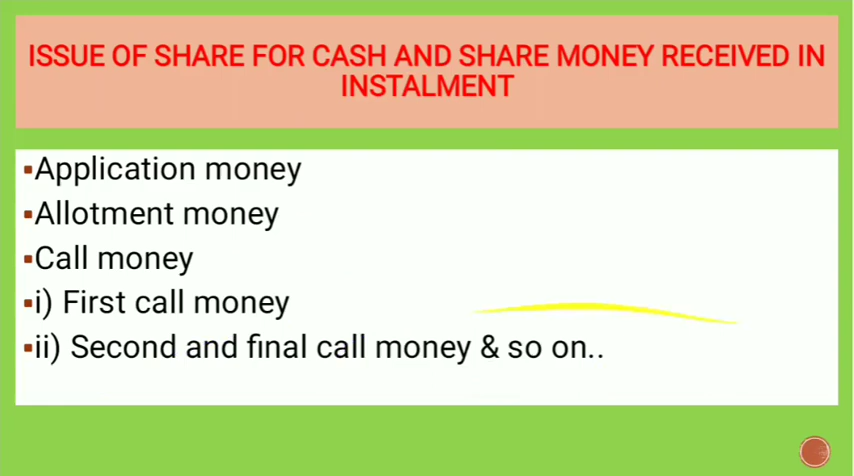 ISSUE OF SHARE FOR CASH AND SHARE MONEY RECEIVED IN
INSTALMENT
▪Application money
▪Allotment money
▪Call money
▪i) First call money
▪ii) Second and final call money & so on..